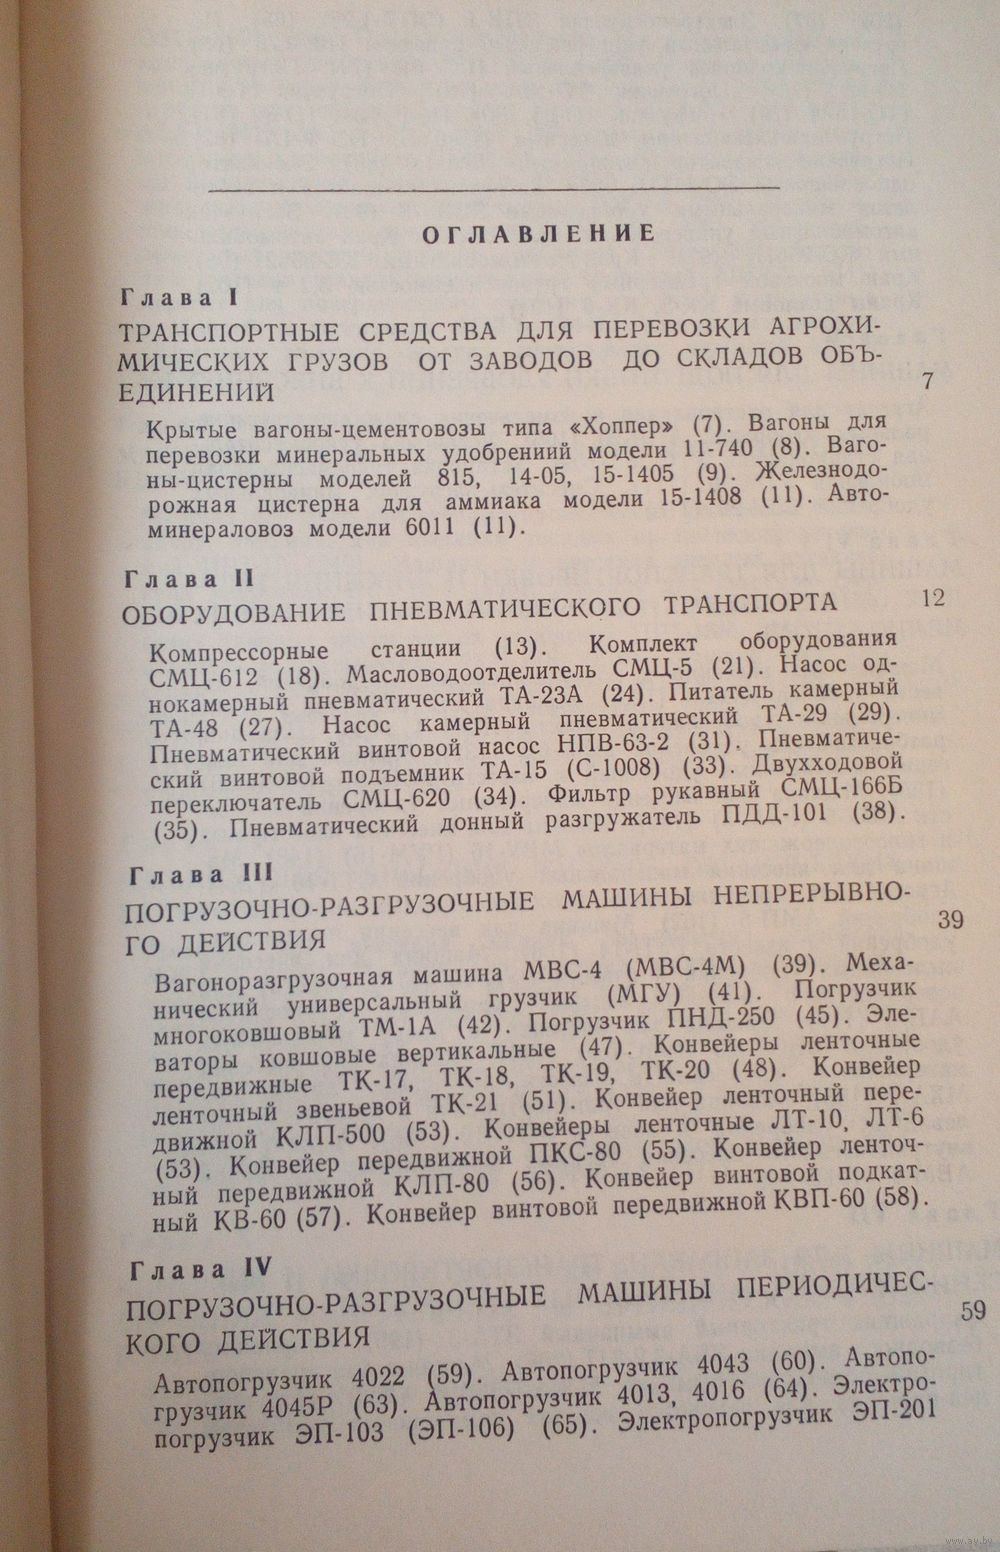 ОГЛАВЛЕНИЕ
Глава I
ТРАНСПОРТНЫЕ СРЕДСТВА ДЛЯ ПЕРЕВОЗКИ АГРОХИ-
МИЧЕСКИХ ГРУЗОВ ОТ ЗАВОДОВ ДО СКЛАДОВ ОБЪ-
ЕДИНЕНИЙ 7
Крытые вагоны-цементовозы типа «Хоппер» (7). Вагоны для
перевозки минеральных удобрениий модели 11-740 (8). Ваго-
ны-цистерны моделей 815, 14-05, 15-1405 (9). Железнодо-
рожная цистерна для аммиака модели 15-1408 (11). Авто-
минераловоз модели 6011 (11).
Глава II
ОБОРУДОВАНИЕ ПНЕВМАТИЧЕСКОГО ТРАНСПОРТА 12
Компрессорные станции (13). Комплект оборудования
СМЦ-612 (18). Масловодоотделитель СМЦ-5 (21). Насос од-
нокамерный пневматический ТА-23А (24). Питатель камерный
ТА-48 (27). Насос камерный пневматический ТА-29 (29).
Пневматический винтовой насос НПВ-63-2 (31). Пневматиче-
ский винтовой подъемник ТА-15 (С-1008) (33). Двухходовой
переключатель СМЦ-620 (34). Фильтр рукавный СМЦ-166Б
(35). Пневматический донный разгружатель ПДД-101 (38).
Глава III
ПОГРУЗОЧНО-РАЗГРУЗОЧНЫЕ МАШИНЫ НЕПРЕРЫВНО-
ГО ДЕЙСТВИЯ 39
Вагоноразгрузочная машина МВС-4 (МВС-4М) (39). Меха-
нический универсальный грузчик (МГУ) (41). Погрузчик
многоковшовый ТМ-1А (42). Погрузчик ПНД-250 (45). Эле-
ваторы ковшовые вертикальные (47). Конвейеры ленточные
передвижные ТК-17, ТК-18, ТК-19, ТК-20 (48). Конвейер
ленточный звеньевой ТК-21 (51). Конвейер ленточный пере-
движной КЛП-500 (53). Конвейеры ленточные ЛТ-10, ЛТ-6
(53). Конвейер передвижной ПКС-80 (55). Конвейер ленточ-
ный передвижной КЛП-80 (56). Конвейер винтовой подкат-
ный КВ-60 (57). Конвейер винтовой передвижной КВП-60 (58).
Глава IV
ПОГРУЗОЧНО-РАЗГРУЗОЧНЫЕ МАШИНЫ ПЕРИОДИЧЕС-
КОГО ДЕЙСТВИЯ 59
Автопогрузчик 4022 (59). Автопогрузчик 4043 (60). Автопо-
грузчик 4045Р (63). Автопогрузчик 4013, 4016 (64). Электро-
погрузчик ЭП-103 (ЭП-106) (65). Электропогрузчик ЭП-201
www.ay.by